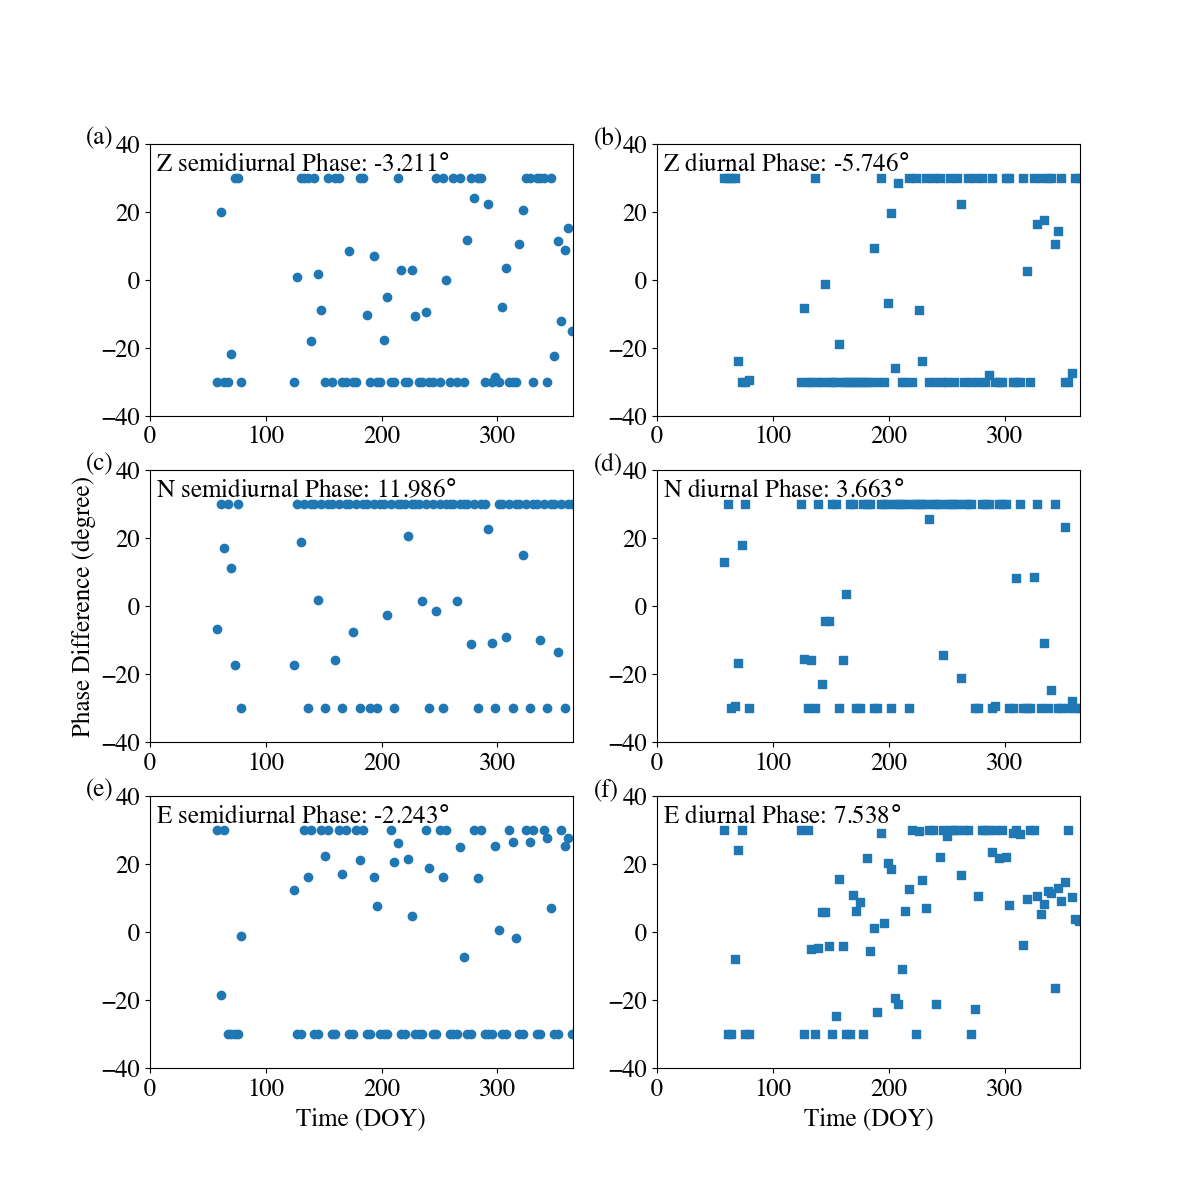 (a)
Z semidiurnal Phase: -3.211°
40
20
0
−20
−40
0 100 200 300
(b)
Z diurnal Phase: -5.746°
40
20
0
−20
−40
0 100 200 300
(c)
N semidiurnal Phase: 11.986°
40
20
0
−20
−40
0 100 200 300
Phase Difference (degree)
(d)
N diurnal Phase: 3.663°
40
20
0
−20
−40
0 100 200 300
(e)
E semidiurnal Phase: -2.243°
40
20
0
−20
−40
0 100 200 300
Time (DOY)
(f)
E diurnal Phase: 7.538°
40
20
0
−20
−40
0 100 200 300
Time (DOY)